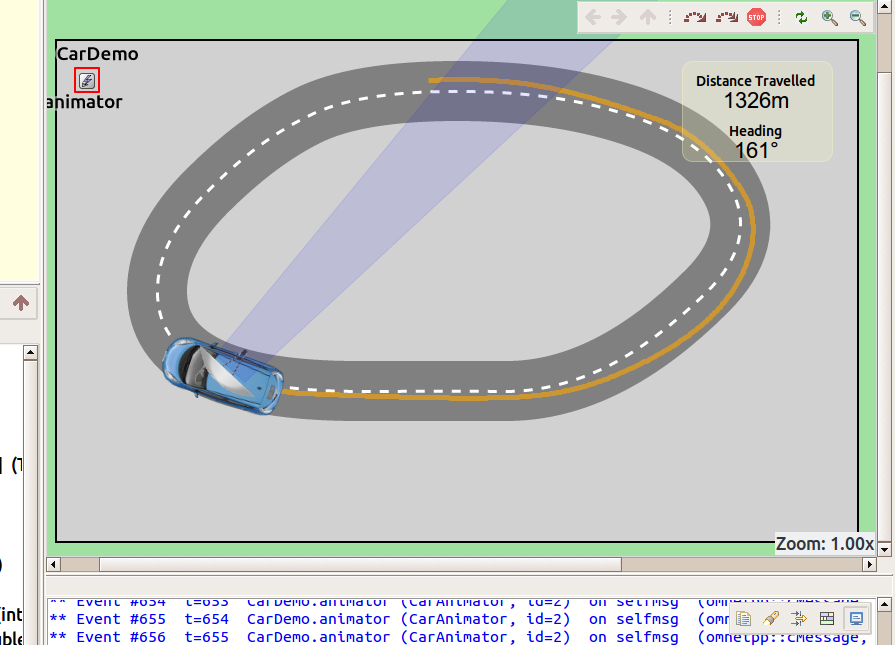 STOP
CarDemo
animator
Distance Travelled
1326m
Heading
161°
Zoom: 1.00x
** Event #654 t=653 CarDemo.animator (CarAnimator, id=2) on selfmsg (omnetpp::cMessage,
** Event #655 t=654 CarDemo.animator (CarAnimator, id=2) on selfmsg (omn
** Event #656 t=655 CarDemo.animator (CarAnimator, id=2) on selfmsg (omnetpp::cMessage,
(int